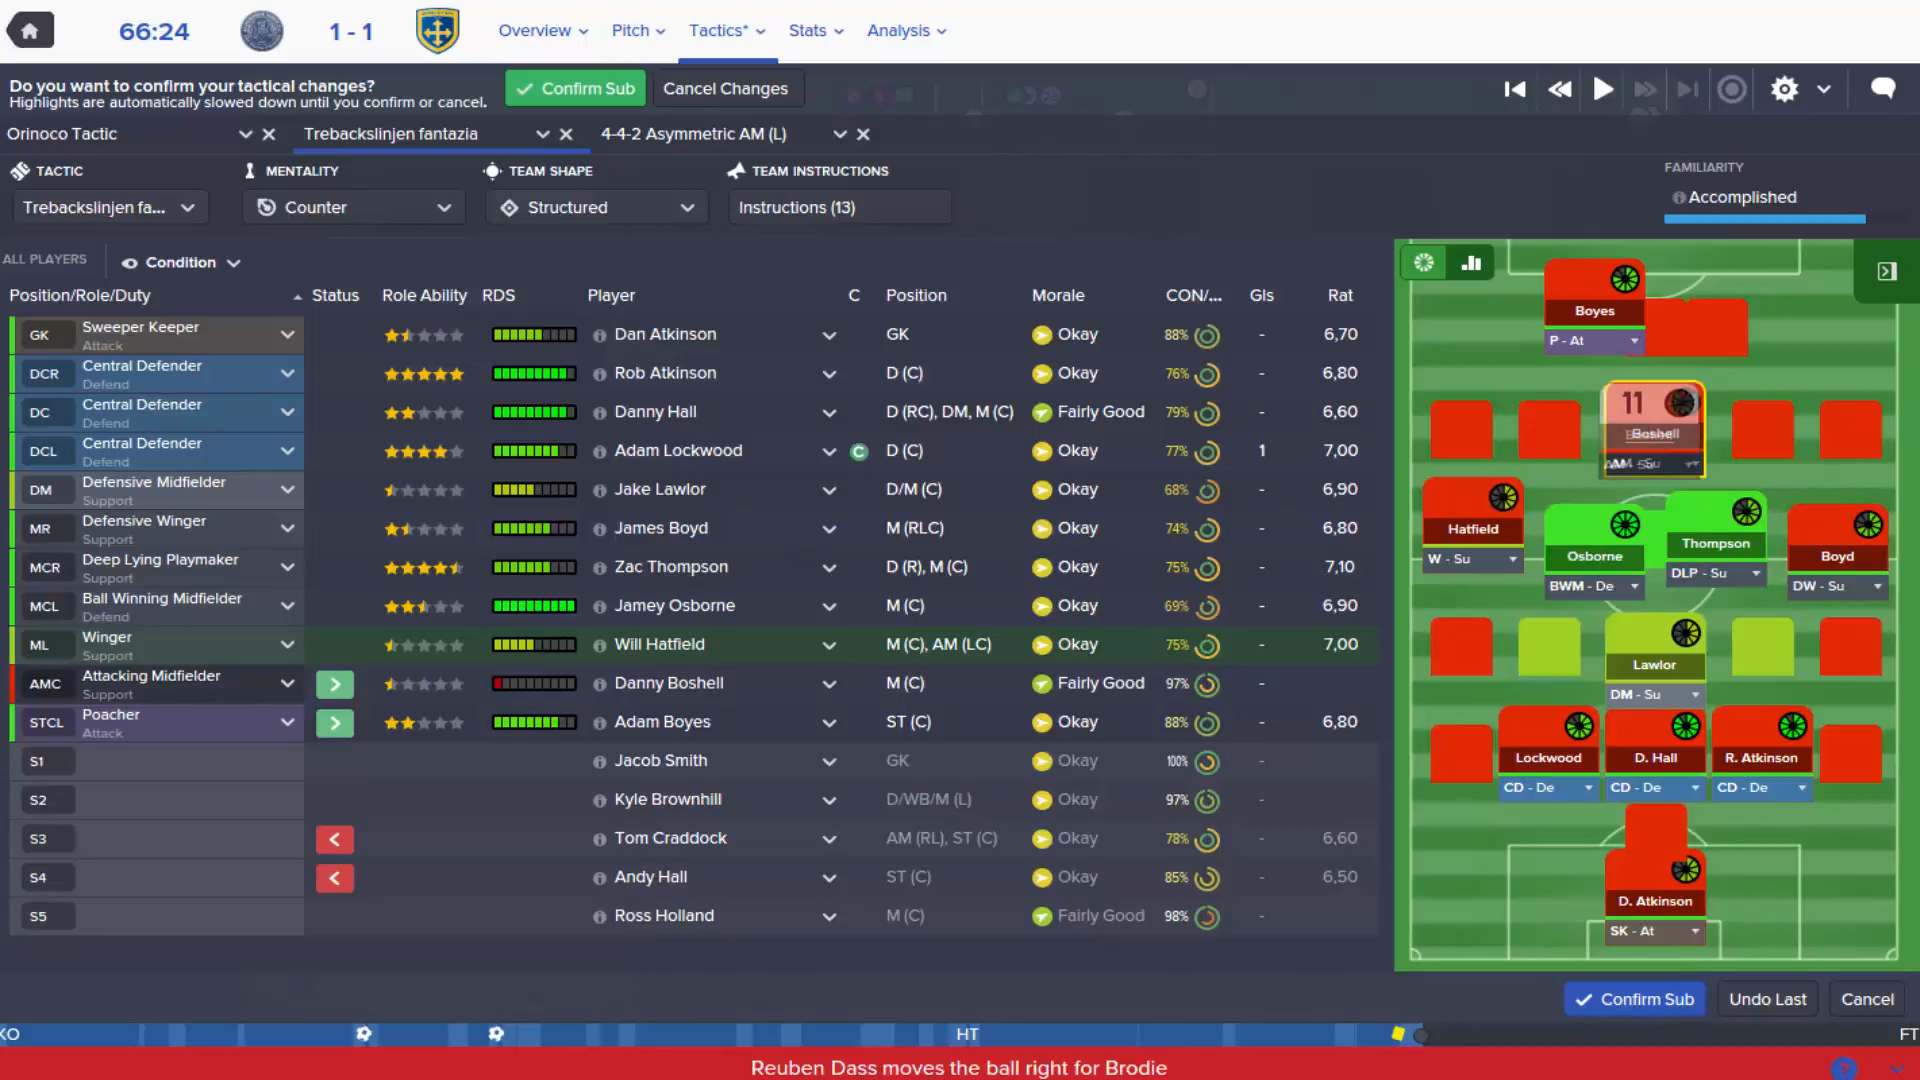 66:24
1 - 1
Overview
Pitch
Tactics*
Stats
Analysis
Do you want to confirm your tactical changes?
Highlights are automatically slowed down until you confirm or cancel.
Confirm Sub
Cancel Changes
Orinoco Tactic
Trebackslinjen fantazia
4-4-2 Asymmetric AM (L)
TACTIC
MENTALITY
TEAM SHAPE
TEAM INSTRUCTIONS
FAMILIARITY
Trebackslinjen fa...
Counter
Structured
Instructions (13)
Accomplished
ALL PLAYERS
Condition
Position/Role/Duty Status Role Ability RDS Player C Position Morale CON/... Gls Rat
GK Sweeper Keeper Attack Dan Atkinson GK Okay 88% - 6,70
DCR Central Defender Defend Rob Atkinson D (C) Okay 76% - 6,80
DC Central Defender Defend Danny Hall D (RC), DM, M (C) Fairly Good 79% - 6,60
DCL Central Defender Defend Adam Lockwood C D (C) Okay 77% 1 7,00
DM Defensive Midfielder Support Jake Lawlor D/M (C) Okay 68% - 6,90
MR Defensive Winger Support James Boyd M (RLC) Okay 74% - 6,80
MCR Deep Lying Playmaker Support Zac Thompson D (R), M (C) Okay 75% - 7,10
MCL Ball Winning Midfielder Defend Jamey Osborne M (C) Okay 69% - 6,90
ML Winger Support Will Hatfield M (C), AM (LC) Okay 75% - 7,00
AMC Attacking Midfielder Support Danny Boshell M (C) Fairly Good 97% -
STCL Poacher Attack Adam Boyes ST (C) Okay 88% - 6,80
S1 Jacob Smith GK Okay 100% -
S2 Kyle Brownhill D/WB/M (L) Okay 97% -
S3 Tom Craddock AM (RL), ST (C) Okay 78% - 6,60
S4 Andy Hall ST (C) Okay 85% - 6,50
S5 Ross Holland M (C) Fairly Good 98% -
Boyes
P - At
11
Boshell
Hatfield
W - Su
Osborne
BWM - De
Thompson
DLP - Su
Boyd
DW - Su
Lawlor
DM - Su
Lockwood
CD - De
D. Hall
CD - De
R. Atkinson
CD - De
D. Atkinson
SK - At
Confirm Sub
Undo Last
Cancel
KO
HT
FT
Reuben Dass moves the ball right for Brodie